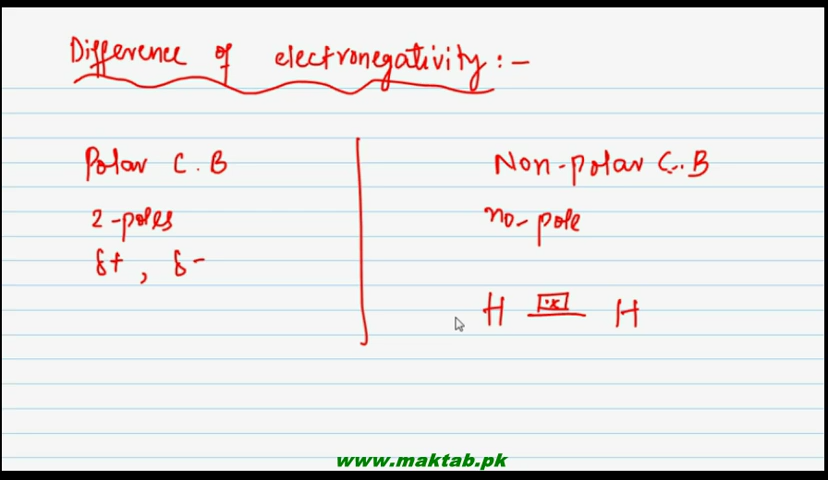 Difference of electronegativity :-
Polar C.B
2-poles
δ+, δ-
Non-polar C.B
no-pole
H .x H
www.maktab.pk